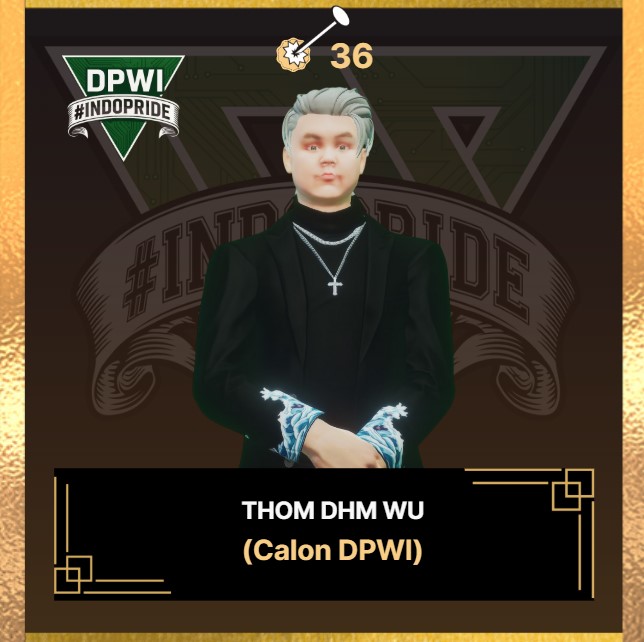 36
DPWI
#INDOPRIDE
#INDOPRIDE
THOM DHM WU
(Calon DPWI)